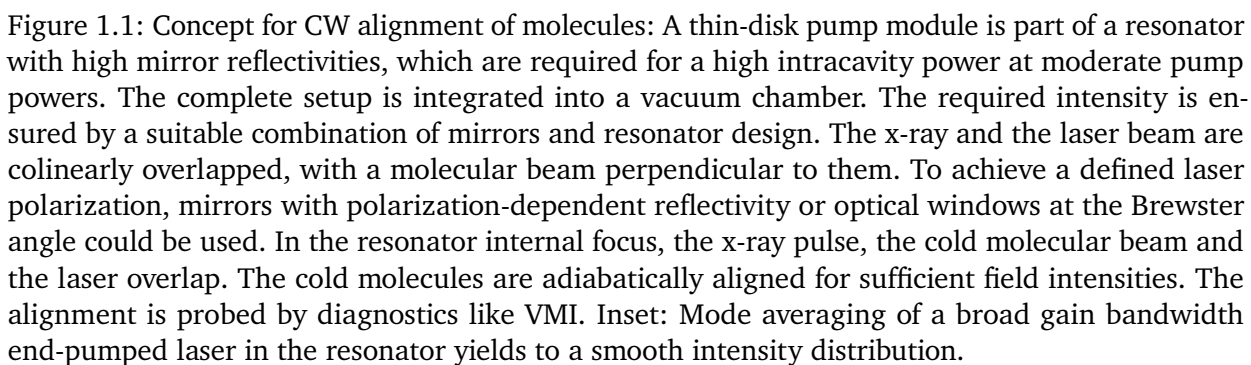 Figure 1.1: Concept for CW alignment of molecules: A thin-disk pump module is part of a resonator
with high mirror reflectivities, which are required for a high intracavity power at moderate pump
powers. The complete setup is integrated into a vacuum chamber. The required intensity is en-
sured by a suitable combination of mirrors and resonator design. The x-ray and the laser beam are
colinearly overlapped, with a molecular beam perpendicular to them. To achieve a defined laser
polarization, mirrors with polarization-dependent reflectivity or optical windows at the Brewster
angle could be used. In the resonator internal focus, the x-ray pulse, the cold molecular beam and
the laser overlap. The cold molecules are adiabatically aligned for sufficient field intensities. The
alignment is probed by diagnostics like VMI. Inset: Mode averaging of a broad gain bandwidth
end-pumped laser in the resonator yields to a smooth intensity distribution.